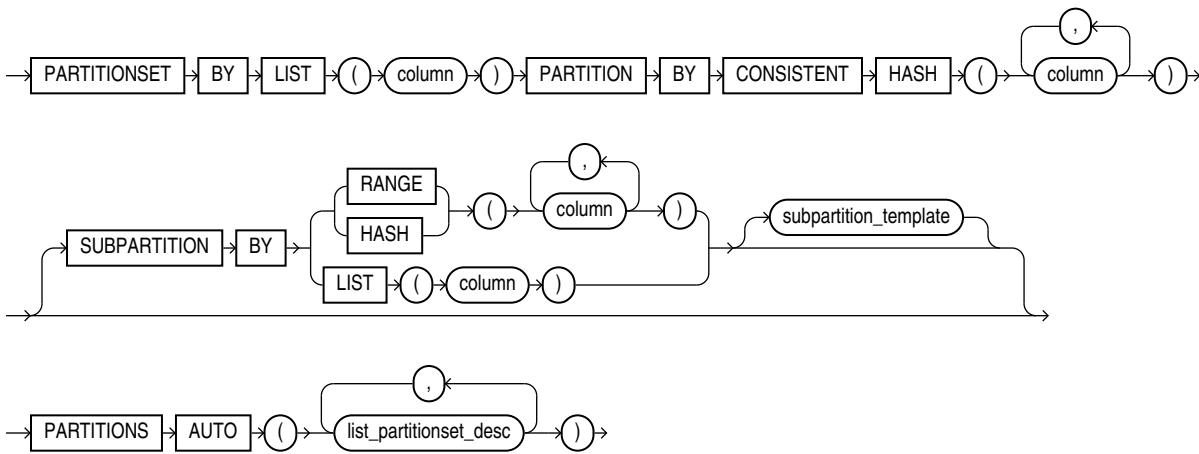 ,
PARTITIONSET BY LIST ( column ) PARTITION BY CONSISTENT HASH ( column )
,
RANGE
HASH
( column )
subpartition_template
SUBPARTITION BY
LIST ( column )
,
PARTITIONS AUTO ( list_partitionset_desc )